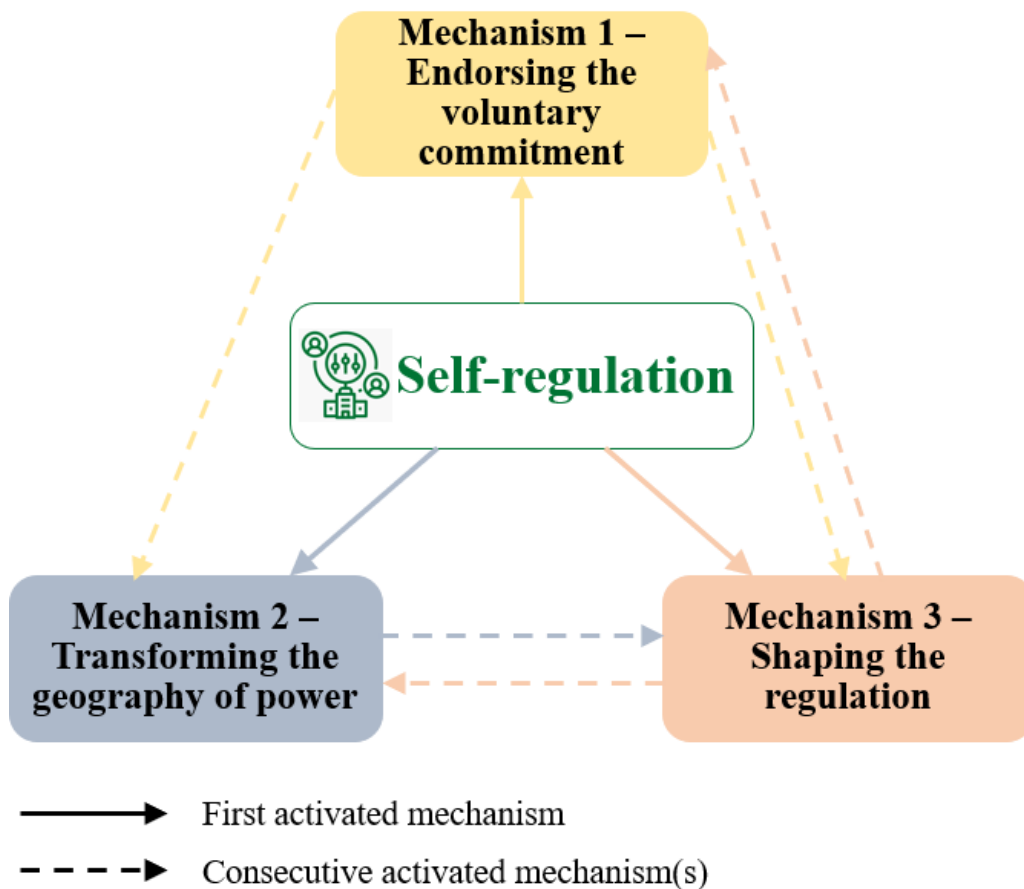 Mechanism 1 –
Endorsing the
voluntary
commitment
Self-regulation
Mechanism 2 –
Transforming the
geography of power
Mechanism 3 –
Shaping the
regulation
First activated mechanism
Consecutive activated mechanism(s)